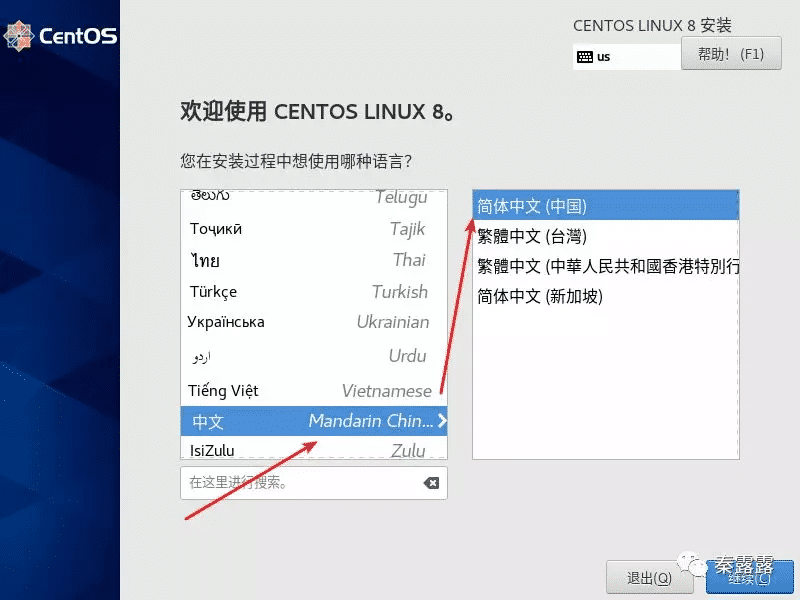 CentOS
CENTOS LINUX 8 安装
us
帮助! (F1)
欢迎使用 CENTOS LINUX 8。
您在安装过程中想使用哪种语言?
తెలుగు Telugu
Тоҷикӣ Tajik
ไทย Thai
Türkçe Turkish
Українська Ukrainian
اردو Urdu
Tiếng Việt Vietnamese
中文 Mandarin Chin...
IsiZulu Zulu
简体中文 (中国)
繁體中文 (台灣)
繁體中文 (中華人民共和國香港特別行
简体中文 (新加坡)
在这里进行搜索。
退出(Q)
继续(C)
秦露露